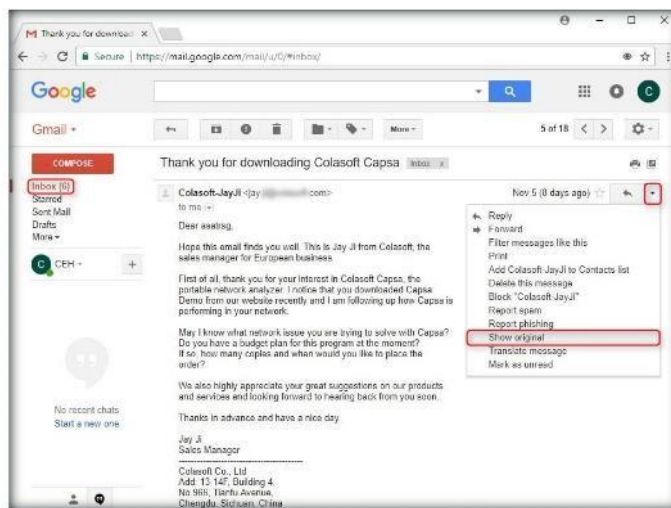 Thank you for download
Secure | https://mail.google.com/mail/u/0/#inbox/
Google
C
Gmail
More
5 of 18
COMPOSE
Inbox (6)
Starred
Sent Mail
Drafts
More
C CEH
+
No recent chats
Start a new one
Thank you for downloading Colasoft Capsa Inbox x
Colasoft-JayJi <jay com>
to me
Nov 5 (8 days ago)
Dear
Hope this email finds you well. This is Jay Ji from Colasoft, the
sales manager for European business.
First of all, thank you for your interest in Colasoft Capsa, the
portable network analyzer. I notice that you downloaded Capsa
Demo from our website recently and I am following up how Capsa is
performing in your network.
May I know what network issue you are trying to solve with Capsa?
Do you have a budget plan for this program at the moment?
If so, how many copies and when would you like to place the
order?
We also highly appreciate your great suggestions on our products
and services and looking forward to hearing back from you soon.
Thanks in advance and have a nice day
Jay Ji
Sales Manager
Colasoft Co., Ltd
Add: 13-14F, Building 4,
No.966, Tianfu Avenue,
Chengdu, Sichuan, China
Reply
Forward
Filter messages like this
Print
Add Colasoft-JayJi to Contacts list
Delete this message
Block "Colasoft-JayJi"
Report spam
Report phishing
Show original
Translate message
Mark as unread